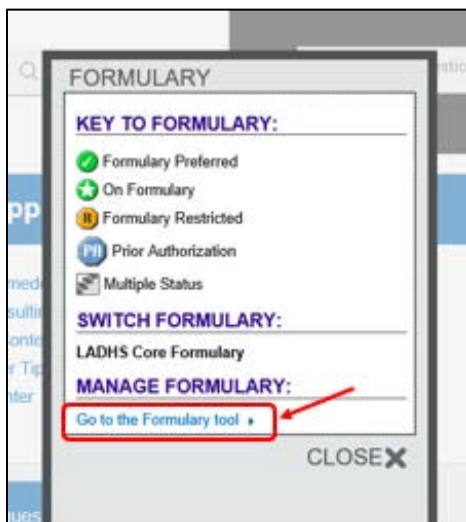 FORMULARY
KEY TO FORMULARY:
Formulary Preferred
On Formulary
R Formulary Restricted
PA Prior Authorization
Multiple Status
SWITCH FORMULARY:
LADHS Core Formulary
MANAGE FORMULARY:
Go to the Formulary tool
CLOSE